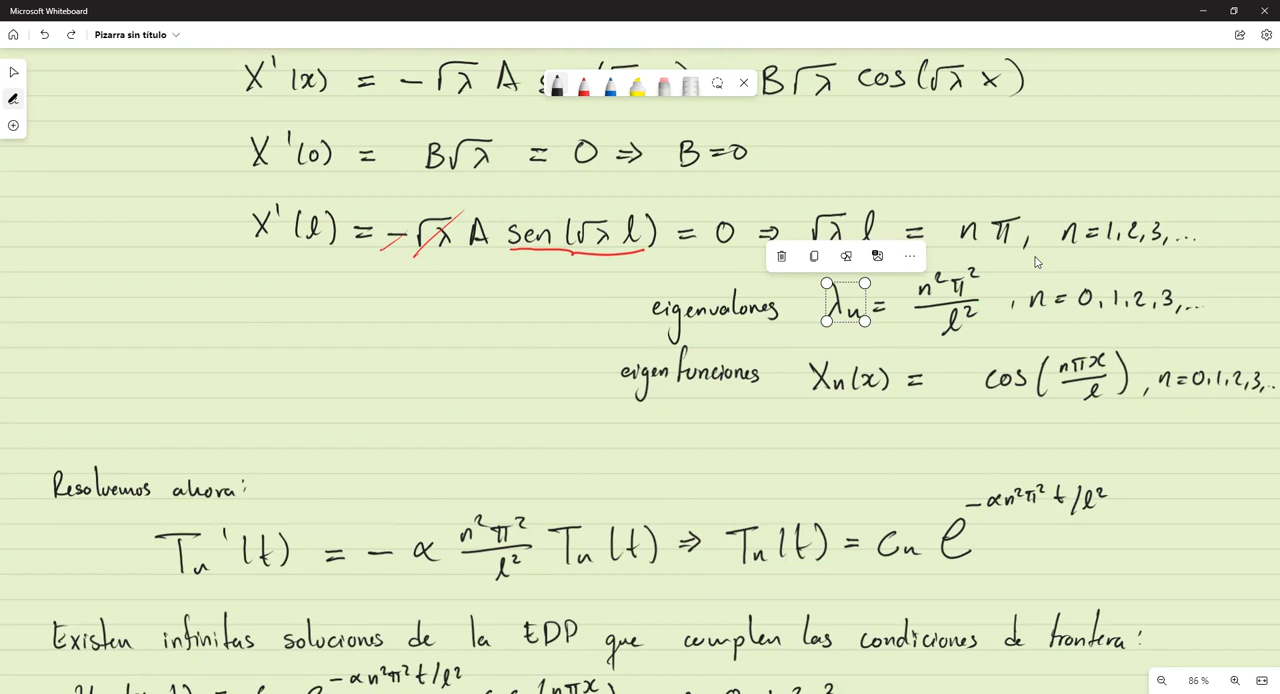 Microsoft Whiteboard
Pizarra sin título
X'(x) = -√λ A s B√λ cos(√λ x)
X'(0) = B√λ = 0 ⇒ B=0
X'(l) = -√λ A sen(√λ l) = 0 ⇒ √λ l = nπ, n=1,2,3,...
eigenvalores λn = n²π²/l² , n = 0,1,2,3,...
eigenfunciones Xn(x) = cos(nπx/l), n=0,1,2,3,..
Resolvemos ahora:
Tn'(t) = -α n²π²/l² Tn(t) ⇒ Tn(t) = cn e^(-αn²π²t/l²)
Existen infinitas soluciones de la EDP que cumplen las condiciones de frontera:
-αn²π²t/l²
86 %